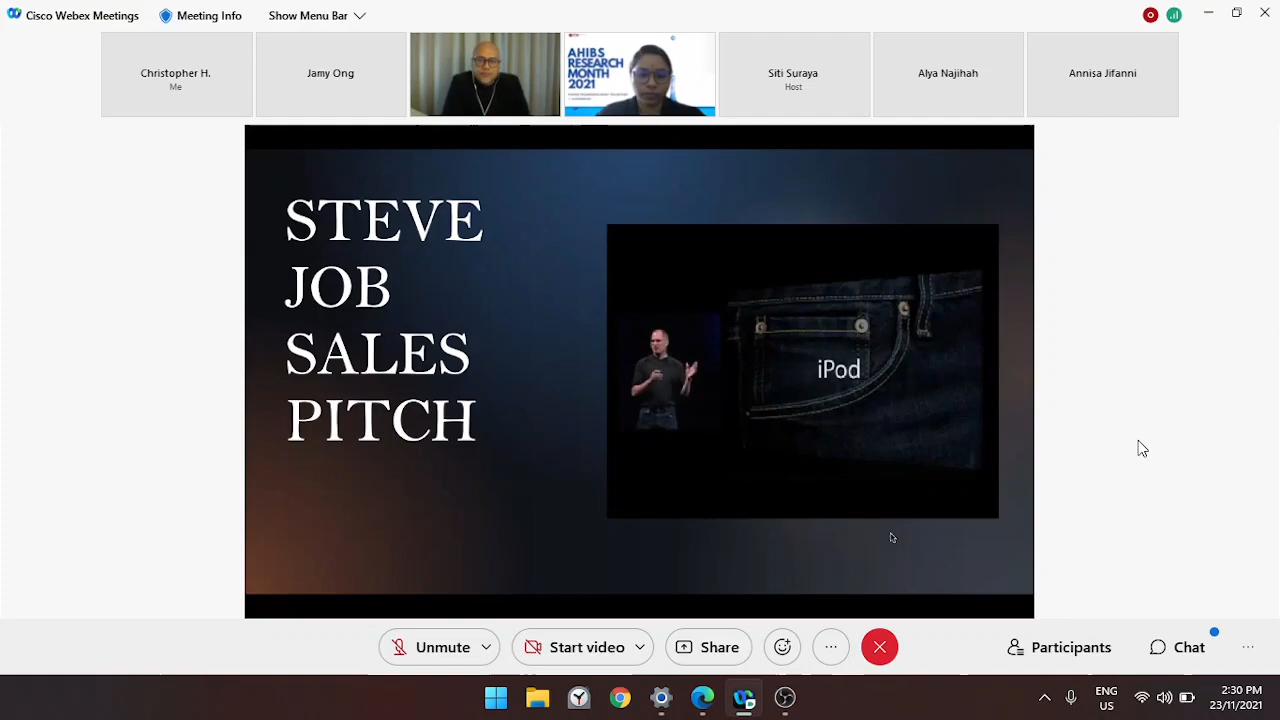 Cisco Webex Meetings
Meeting Info
Show Menu Bar
Christopher H.
Me
Jamy Ong
AHIBS
RESEARCH
MONTH
2021
Siti Suraya
Host
Alya Najihah
Annisa Jifanni
STEVE
JOB
SALES
PITCH
iPod
Unmute
Start video
Share
Participants
Chat
ENG
US
2:30 PM
23/11/2021